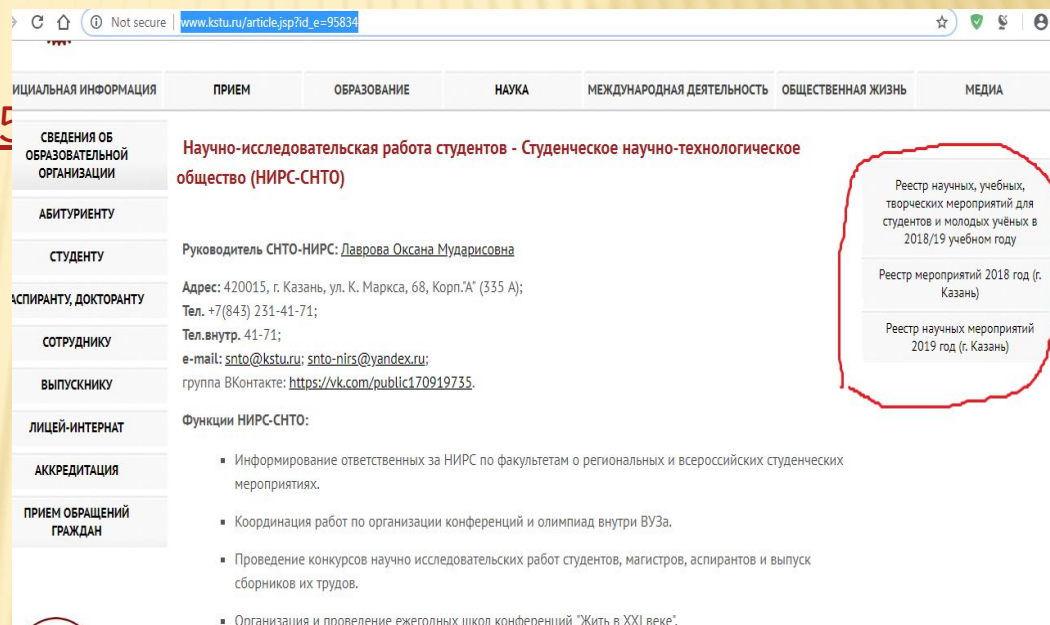 Not secure | www.kstu.ru/article.jsp?id_e=95834
ИЦИАЛЬНАЯ ИНФОРМАЦИЯ ПРИЕМ ОБРАЗОВАНИЕ НАУКА МЕЖДУНАРОДНАЯ ДЕЯТЕЛЬНОСТЬ ОБЩЕСТВЕННАЯ ЖИЗНЬ МЕДИА
СВЕДЕНИЯ ОБ
ОБРАЗОВАТЕЛЬНОЙ
ОРГАНИЗАЦИИ
АБИТУРИЕНТУ
СТУДЕНТУ
АСПИРАНТУ, ДОКТОРАНТУ
СОТРУДНИКУ
ВЫПУСКНИКУ
ЛИЦЕЙ-ИНТЕРНАТ
АККРЕДИТАЦИЯ
ПРИЕМ ОБРАЩЕНИЙ
ГРАЖДАН
Научно-исследовательская работа студентов - Студенческое научно-технологическое
общество (НИРС-СНТО)
Руководитель СНТО-НИРС: Лаврова Оксана Мударисовна
Адрес: 420015, г. Казань, ул. К. Маркса, 68, Корп."А" (335 А);
Тел. +7(843) 231-41-71;
Тел.внутр. 41-71;
e-mail: snto@kstu.ru; snto-nirs@yandex.ru;
группа ВКонтакте: https://vk.com/public170919735.
Функции НИРС-СНТО:
▪ Информирование ответственных за НИРС по факультетам о региональных и всероссийских студенческих
мероприятиях.
▪ Координация работ по организации конференций и олимпиад внутри ВУЗа.
▪ Проведение конкурсов научно исследовательских работ студентов, магистров, аспирантов и выпуск
сборников их трудов.
▪ Организация и проведение ежегодных школ конференций "Жить в XXI веке".
Реестр научных, учебных,
творческих мероприятий для
студентов и молодых учёных в
2018/19 учебном году
Реестр мероприятий 2018 год (г.
Казань)
Реестр научных мероприятий
2019 год (г. Казань)